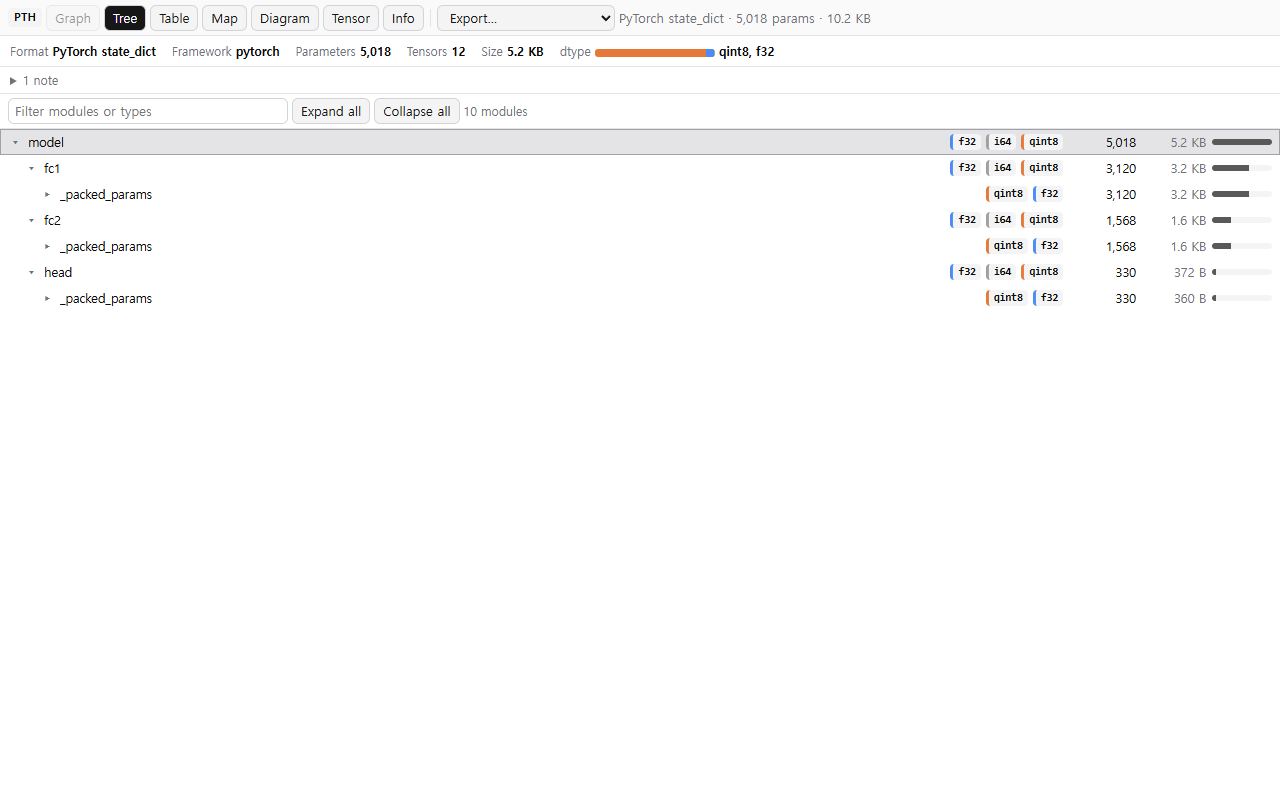 PTH Graph Tree Table Map Diagram Tensor Info Export... PyTorch state_dict · 5,018 params · 10.2 KB
Format PyTorch state_dict Framework pytorch Parameters 5,018 Tensors 12 Size 5.2 KB dtype qint8, f32
1 note
Filter modules or types Expand all Collapse all 10 modules
model f32 i64 qint8 5,018 5.2 KB
fc1 f32 i64 qint8 3,120 3.2 KB
_packed_params qint8 f32 3,120 3.2 KB
fc2 f32 i64 qint8 1,568 1.6 KB
_packed_params qint8 f32 1,568 1.6 KB
head f32 i64 qint8 330 372 B
_packed_params qint8 f32 330 360 B